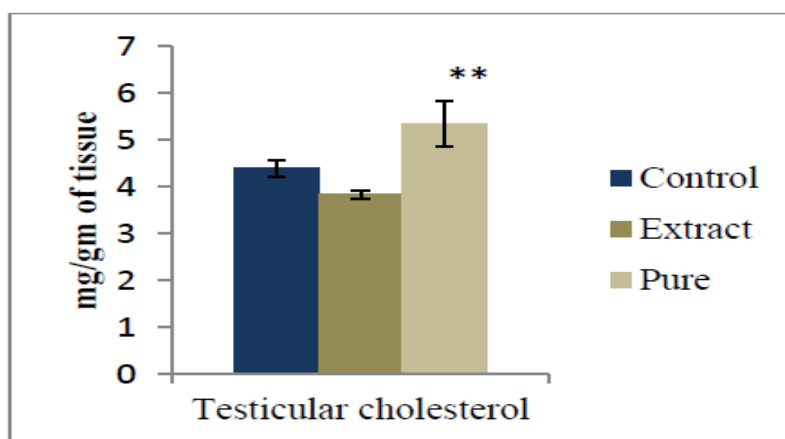 7
**
6
5
4
3
2
1
0
mg/gm of tissue
Control
Extract
Pure
Testicular cholesterol